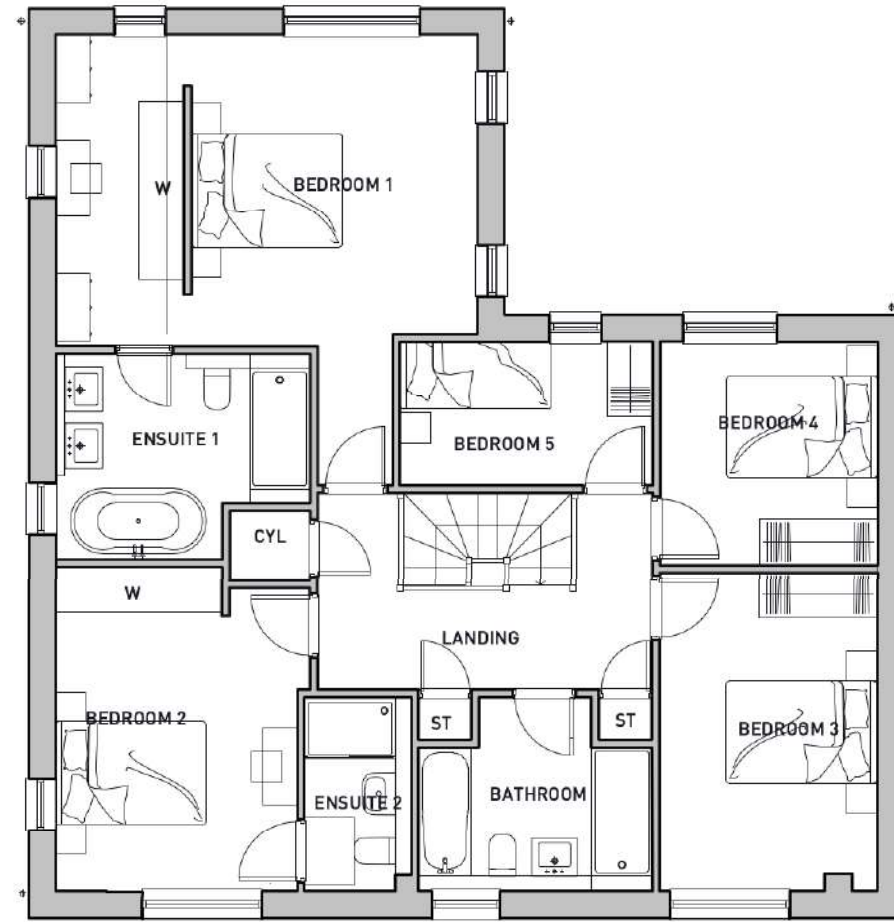 W
BEDROOM 1
BEDROOM 4
ENSUITE 1
BEDROOM 5
CYL
W
LANDING
BEDROOM 2
ST
ST
BEDROOM 3
ENSUITE 2
BATHROOM